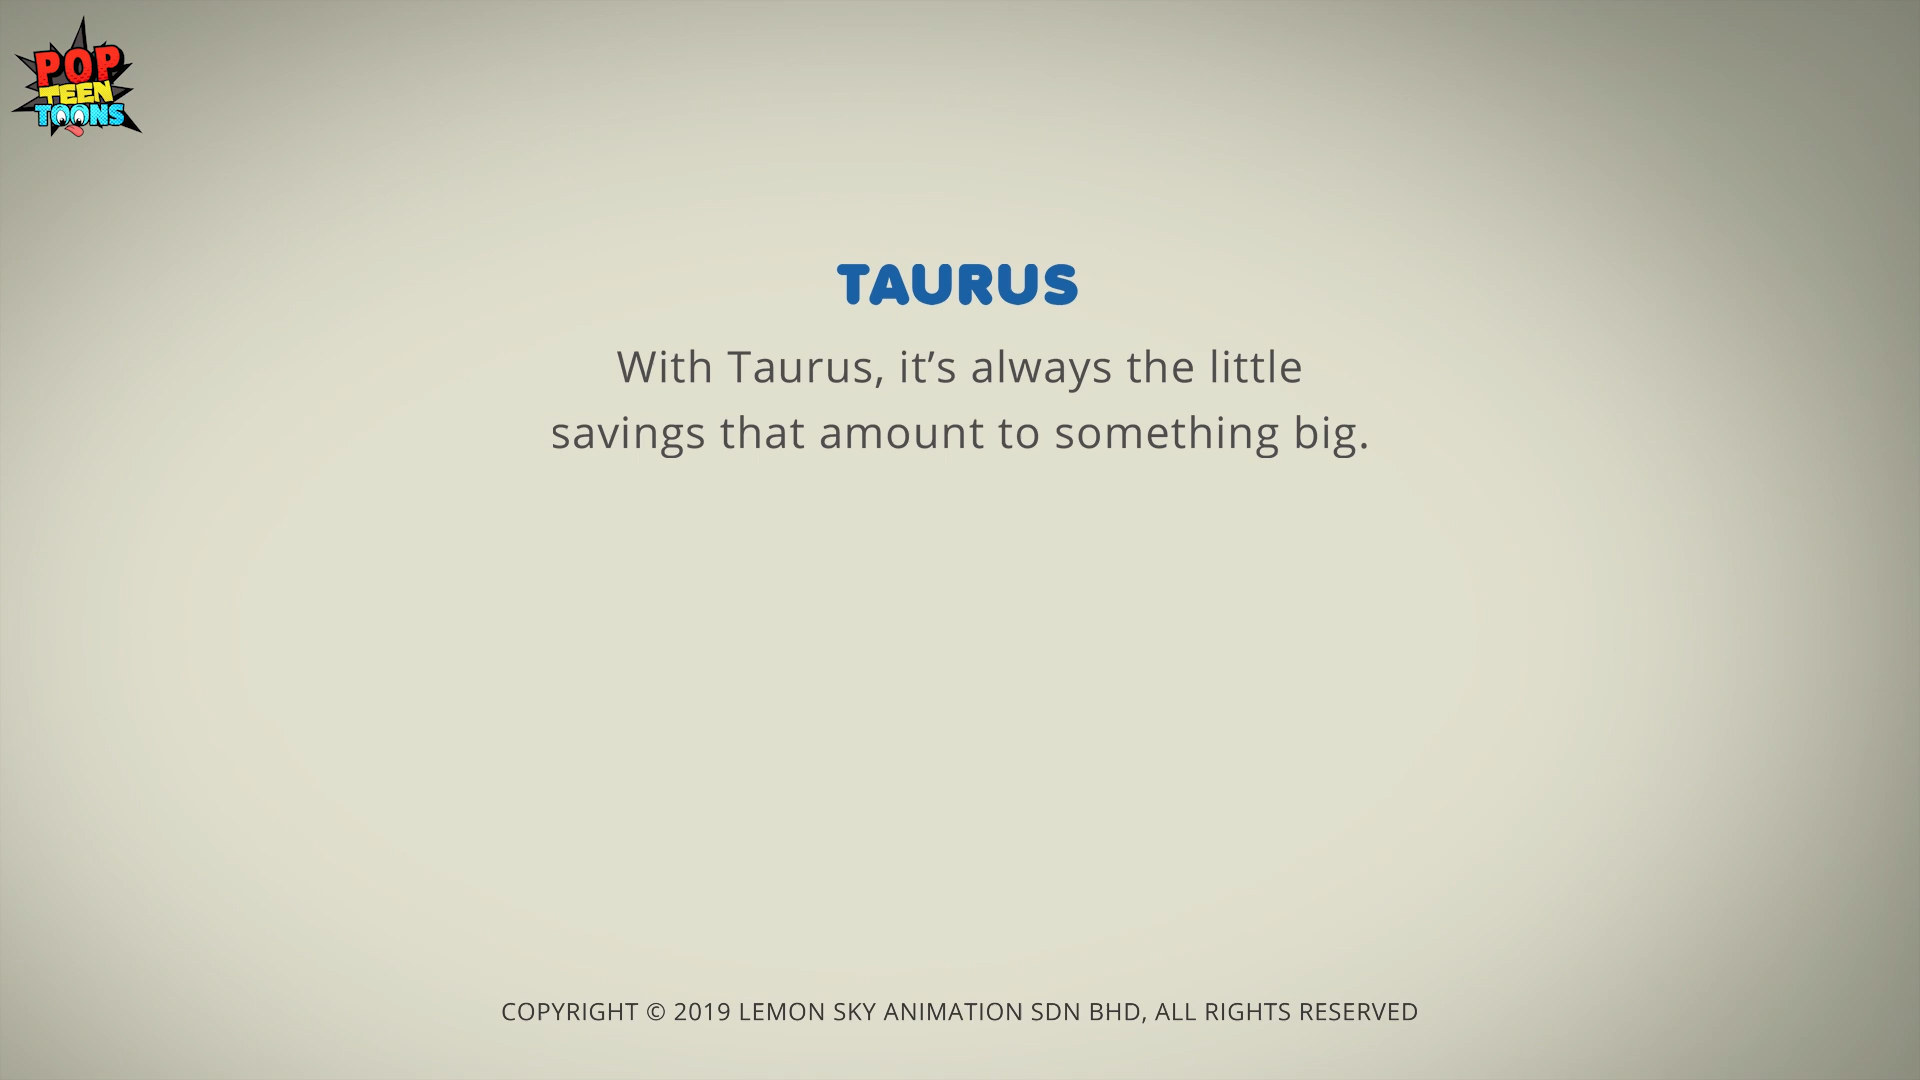 POP
TEEN
TOONS
TAURUS
With Taurus, it’s always the little
savings that amount to something big.
COPYRIGHT © 2019 LEMON SKY ANIMATION SDN BHD, ALL RIGHTS RESERVED